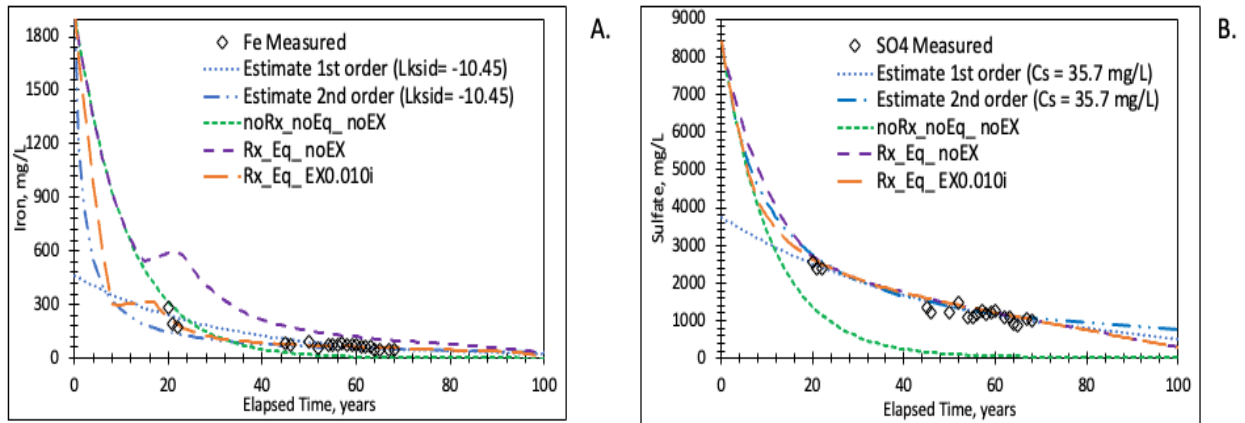 A.
1800
1500
1200
900
600
300
0
Iron, mg/L
Fe Measured
Estimate 1st order (Lksid= -10.45)
Estimate 2nd order (Lksid= -10.45)
noRx_noEq_ noEX
Rx_Eq_noEX
Rx_Eq_ EX0.010i
0 20 40 60 80 100
Elapsed Time, years
B.
9000
8000
7000
6000
5000
4000
3000
2000
1000
0
Sulfate, mg/L
SO4 Measured
Estimate 1st order (Cs = 35.7 mg/L)
Estimate 2nd order (Cs = 35.7 mg/L)
noRx_noEq_ noEX
Rx_Eq_noEX
Rx_Eq_ EX0.010i
0 20 40 60 80 100
Elapsed Time, years